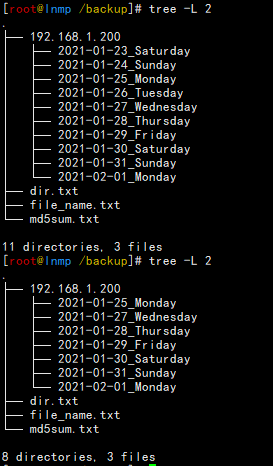 [root@lnmp /backup]# tree -L 2
.
├── 192.168.1.200
│   ├── 2021-01-23_Saturday
│   ├── 2021-01-24_Sunday
│   ├── 2021-01-25_Monday
│   ├── 2021-01-26_Tuesday
│   ├── 2021-01-27_Wednesday
│   ├── 2021-01-28_Thursday
│   ├── 2021-01-29_Friday
│   ├── 2021-01-30_Saturday
│   ├── 2021-01-31_Sunday
│   └── 2021-02-01_Monday
├── dir.txt
├── file_name.txt
└── md5sum.txt

11 directories, 3 files
[root@lnmp /backup]# tree -L 2
.
├── 192.168.1.200
│   ├── 2021-01-25_Monday
│   ├── 2021-01-27_Wednesday
│   ├── 2021-01-28_Thursday
│   ├── 2021-01-29_Friday
│   ├── 2021-01-30_Saturday
│   ├── 2021-01-31_Sunday
│   └── 2021-02-01_Monday
├── dir.txt
├── file_name.txt
└── md5sum.txt

8 directories, 3 files